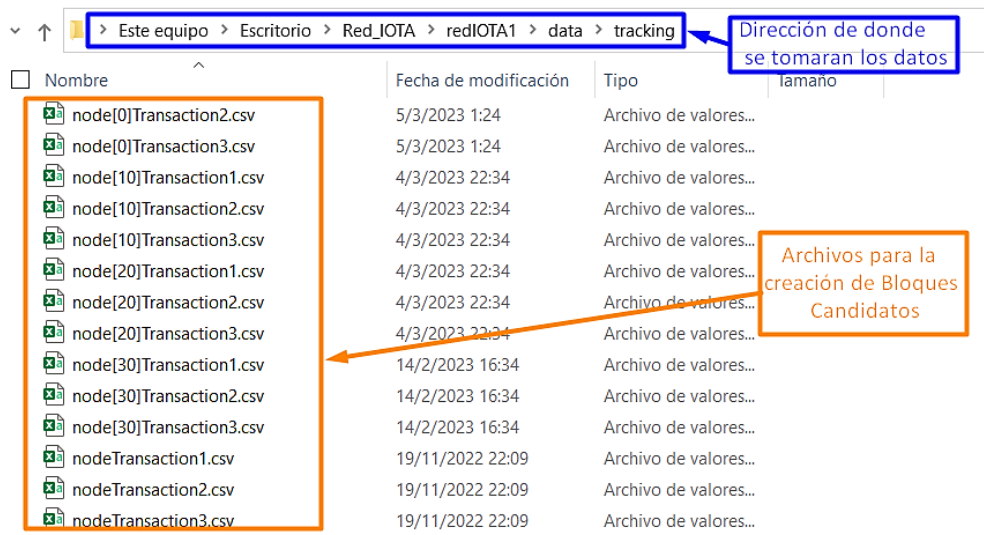 Este equipo > Escritorio > Red_IOTA > redIOTA1 > data > tracking
Dirección de donde
se tomaran los datos
Nombre Fecha de modificación Tipo Tamaño
node[0]Transaction2.csv 5/3/2023 1:24 Archivo de valores...
node[0]Transaction3.csv 5/3/2023 1:24 Archivo de valores...
node[10]Transaction1.csv 4/3/2023 22:34 Archivo de valores...
node[10]Transaction2.csv 4/3/2023 22:34 Archivo de valores...
node[10]Transaction3.csv 4/3/2023 22:34 Archivo de valores...
node[20]Transaction1.csv 4/3/2023 22:34 Archivo de valores...
node[20]Transaction2.csv 4/3/2023 22:34 Archivo de valores...
node[20]Transaction3.csv 4/3/2023 22:34 Archivo de valores...
node[30]Transaction1.csv 14/2/2023 16:34 Archivo de valores...
node[30]Transaction2.csv 14/2/2023 16:34 Archivo de valores...
node[30]Transaction3.csv 14/2/2023 16:34 Archivo de valores...
nodeTransaction1.csv 19/11/2022 22:09 Archivo de valores...
nodeTransaction2.csv 19/11/2022 22:09 Archivo de valores...
nodeTransaction3.csv 19/11/2022 22:09 Archivo de valores...
Archivos para la
creación de Bloques
Candidatos